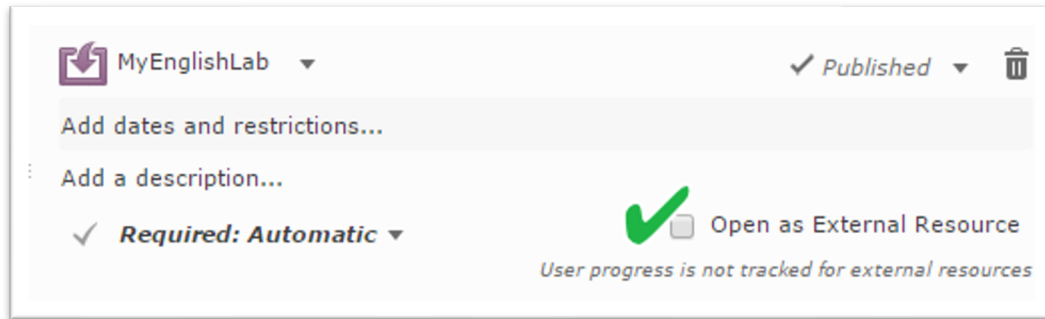 MyEnglishLab
Published
Add dates and restrictions...
Add a description...
Required: Automatic
Open as External Resource
User progress is not tracked for external resources